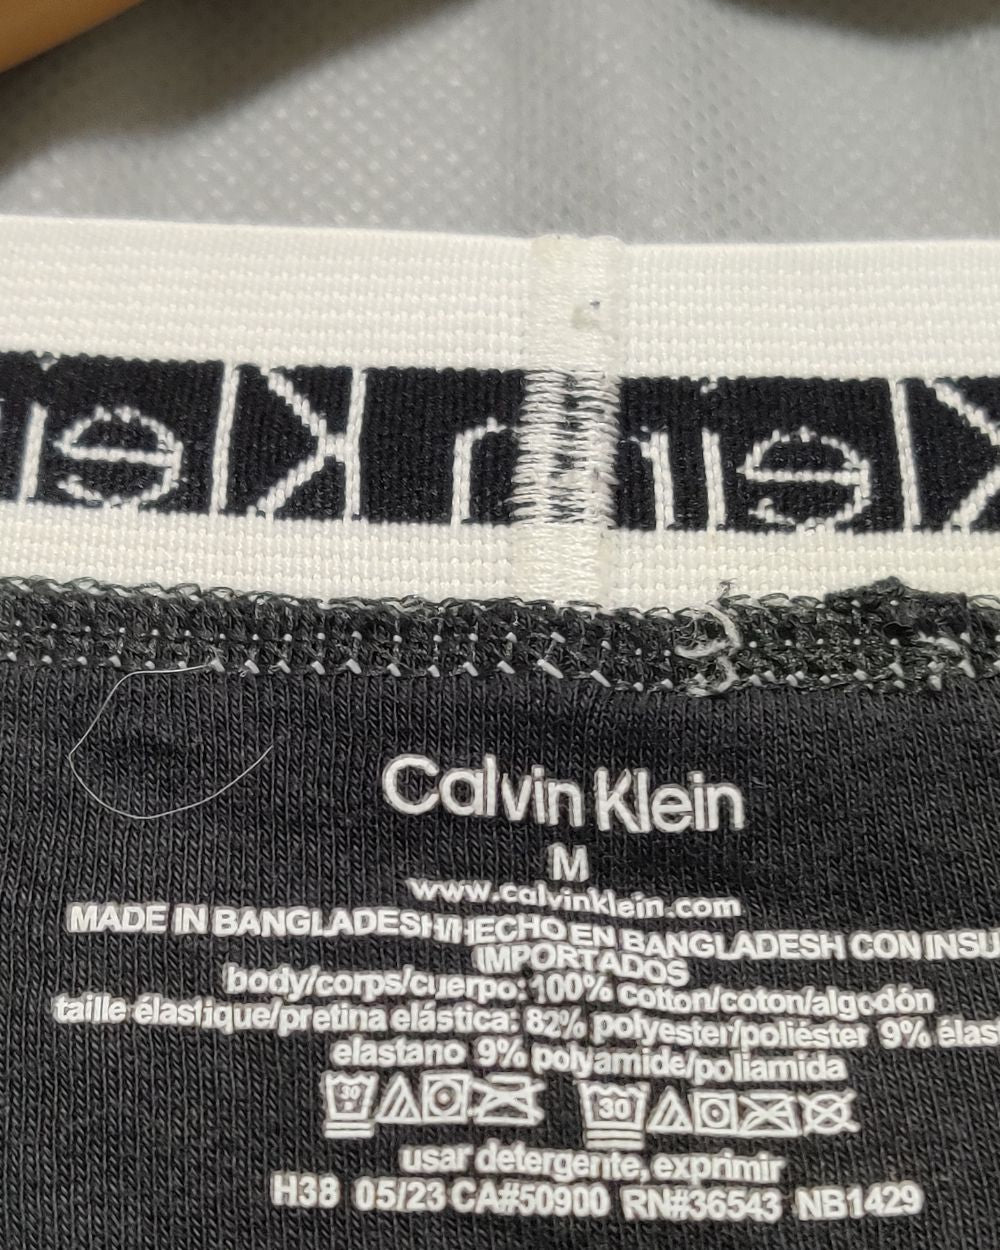 Calvin Klein
M
www.calvinklein.com
MADE IN BANGLADESH/HECHO EN BANGLADESH CON INSU
IMPORTADOS
body/corps/cuerpo: 100% cotton/coton/algodón
taille élastique/pretina elástica: 82% polyester/poliéster 9% élas
elastano 9% polyamide/poliamida
30 30
usar detergente, exprimir
H38 05/23 CA#50900 RN#36543 NB1429